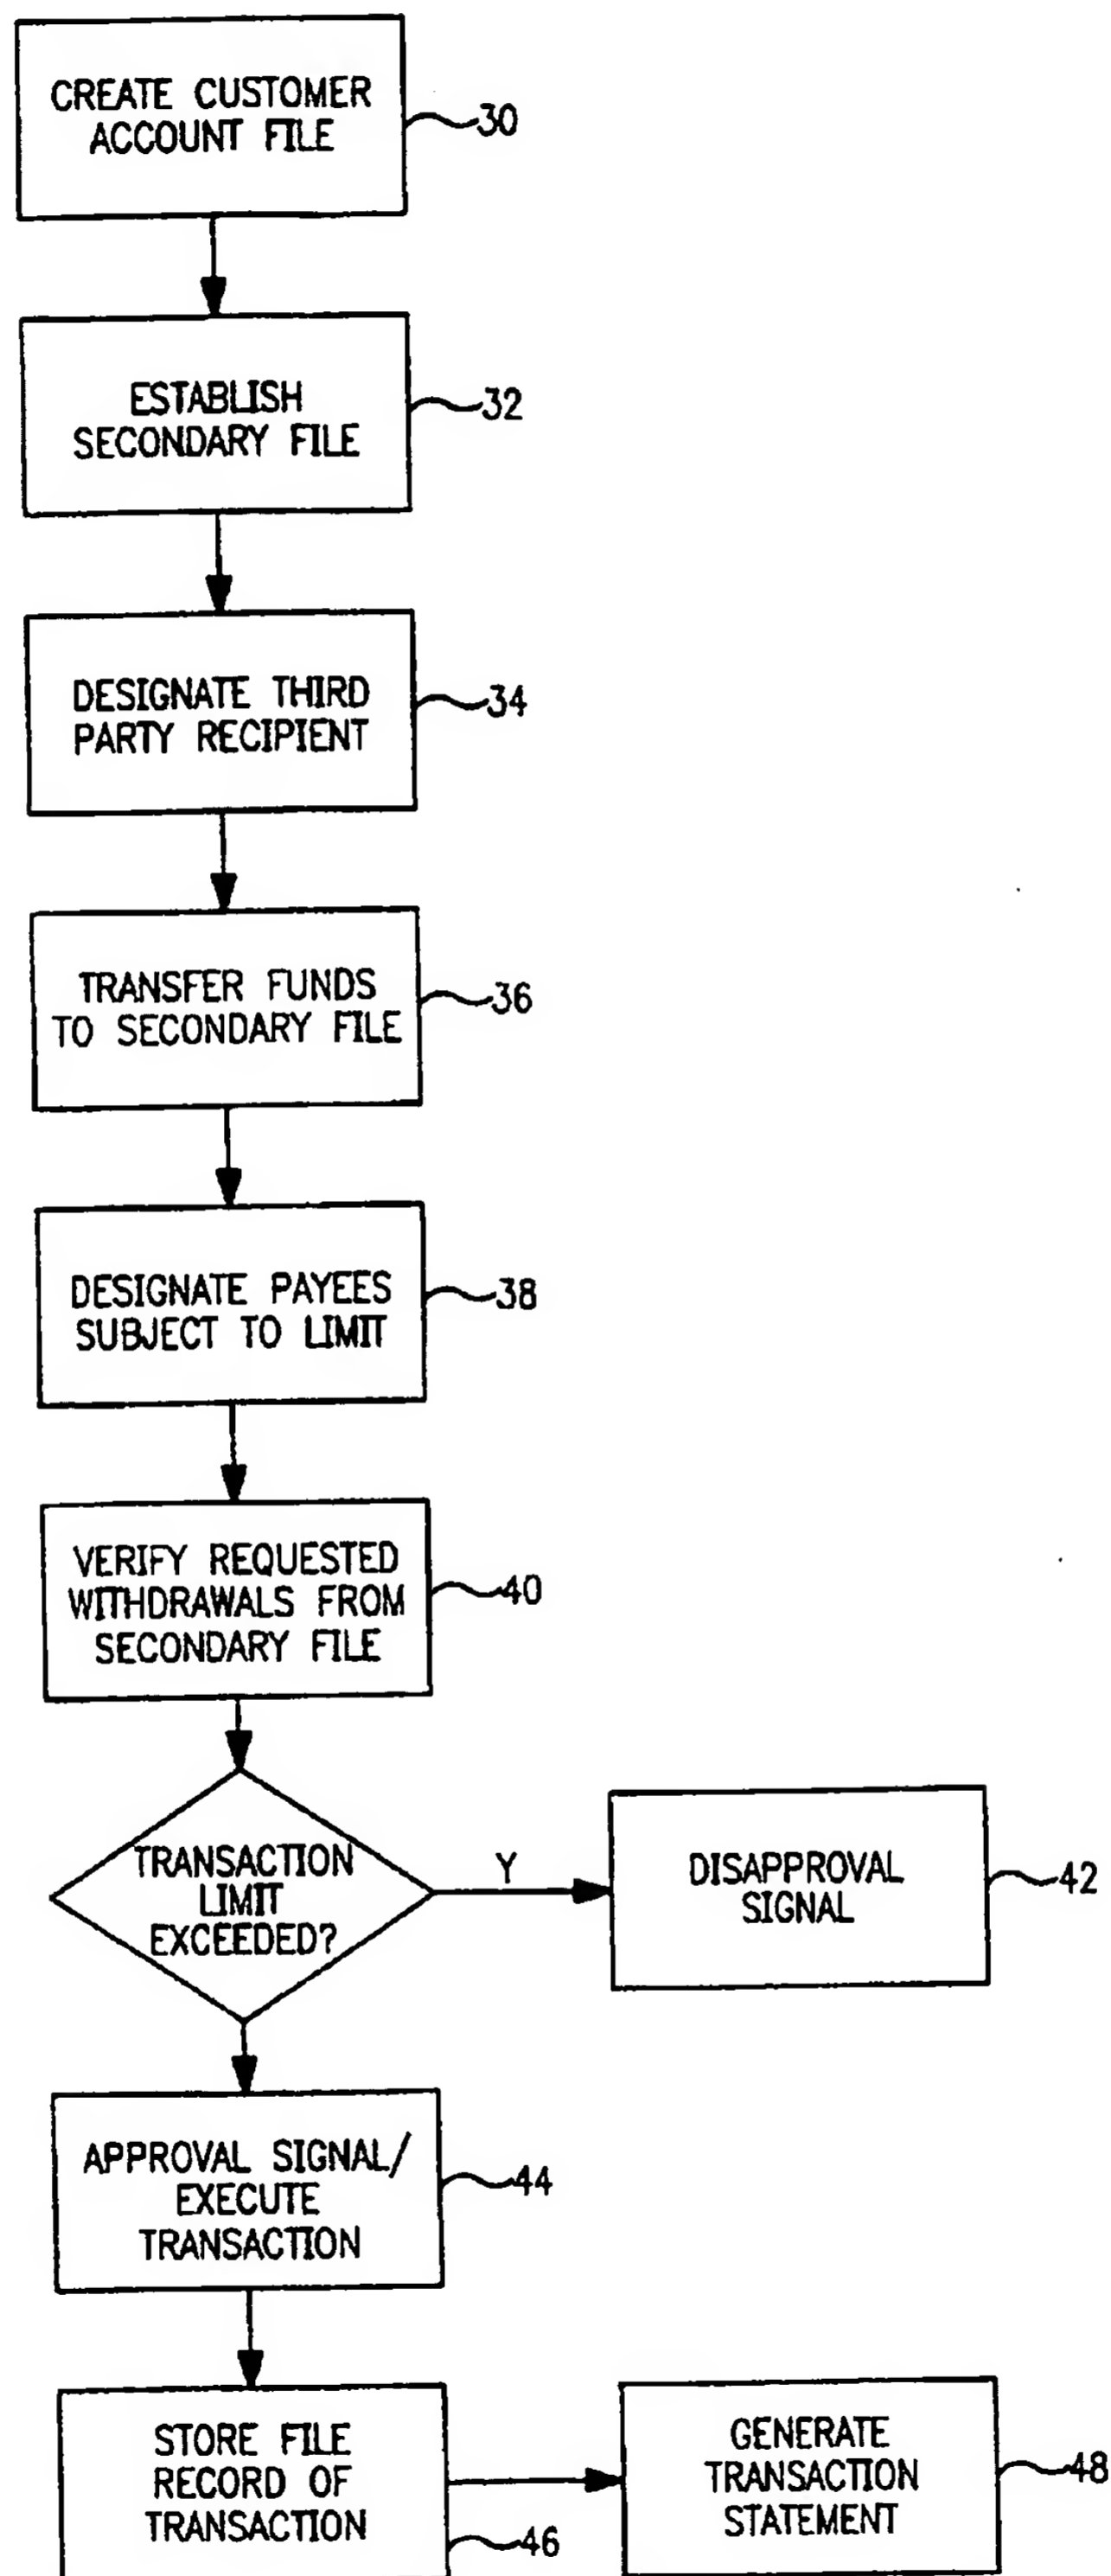 CREATE CUSTOMER
ACCOUNT FILE
30
ESTABLISH
SECONDARY FILE
32
DESIGNATE THIRD
PARTY RECIPIENT
34
TRANSFER FUNDS
TO SECONDARY FILE
36
DESIGNATE PAYEES
SUBJECT TO LIMIT
38
VERIFY REQUESTED
WITHDRAWALS FROM
SECONDARY FILE
40
TRANSACTION
LIMIT
EXCEEDED?
Y
DISAPPROVAL
SIGNAL
42
APPROVAL SIGNAL/
EXECUTE
TRANSACTION
44
STORE FILE
RECORD OF
TRANSACTION
46
GENERATE
TRANSACTION
STATEMENT
48